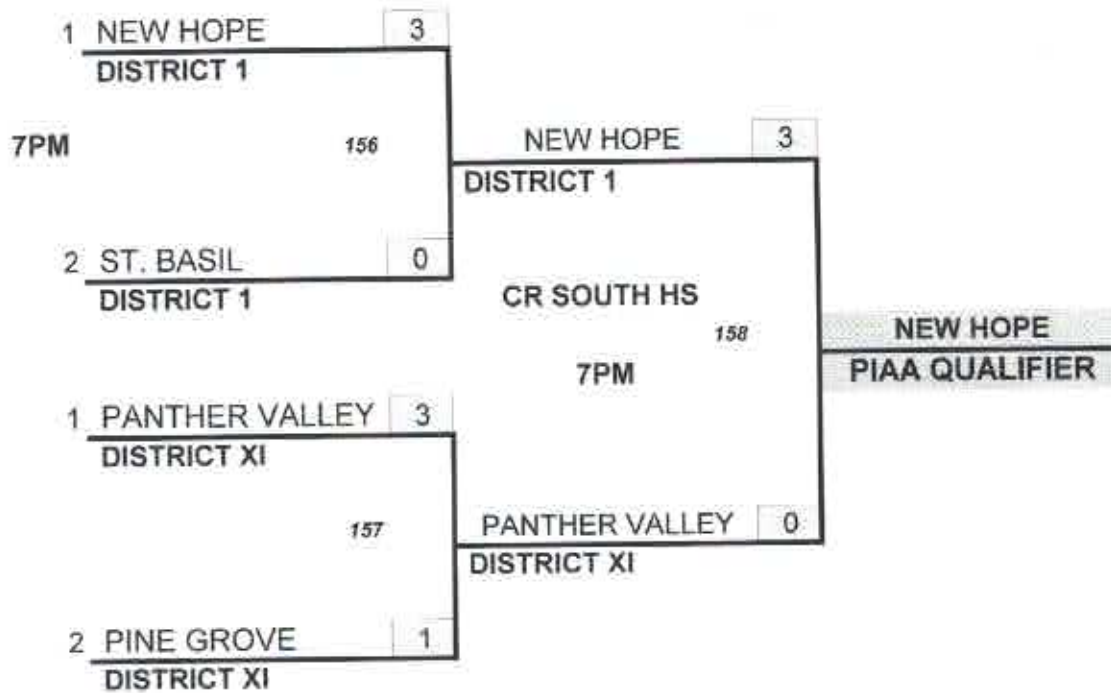 1 NEW HOPE 3
DISTRICT 1
7PM
156
2 ST. BASIL 0
DISTRICT 1
NEW HOPE 3
DISTRICT 1
CR SOUTH HS
158
7PM
NEW HOPE
PIAA QUALIFIER
1 PANTHER VALLEY 3
DISTRICT XI
157
PANTHER VALLEY 0
DISTRICT XI
2 PINE GROVE 1
DISTRICT XI